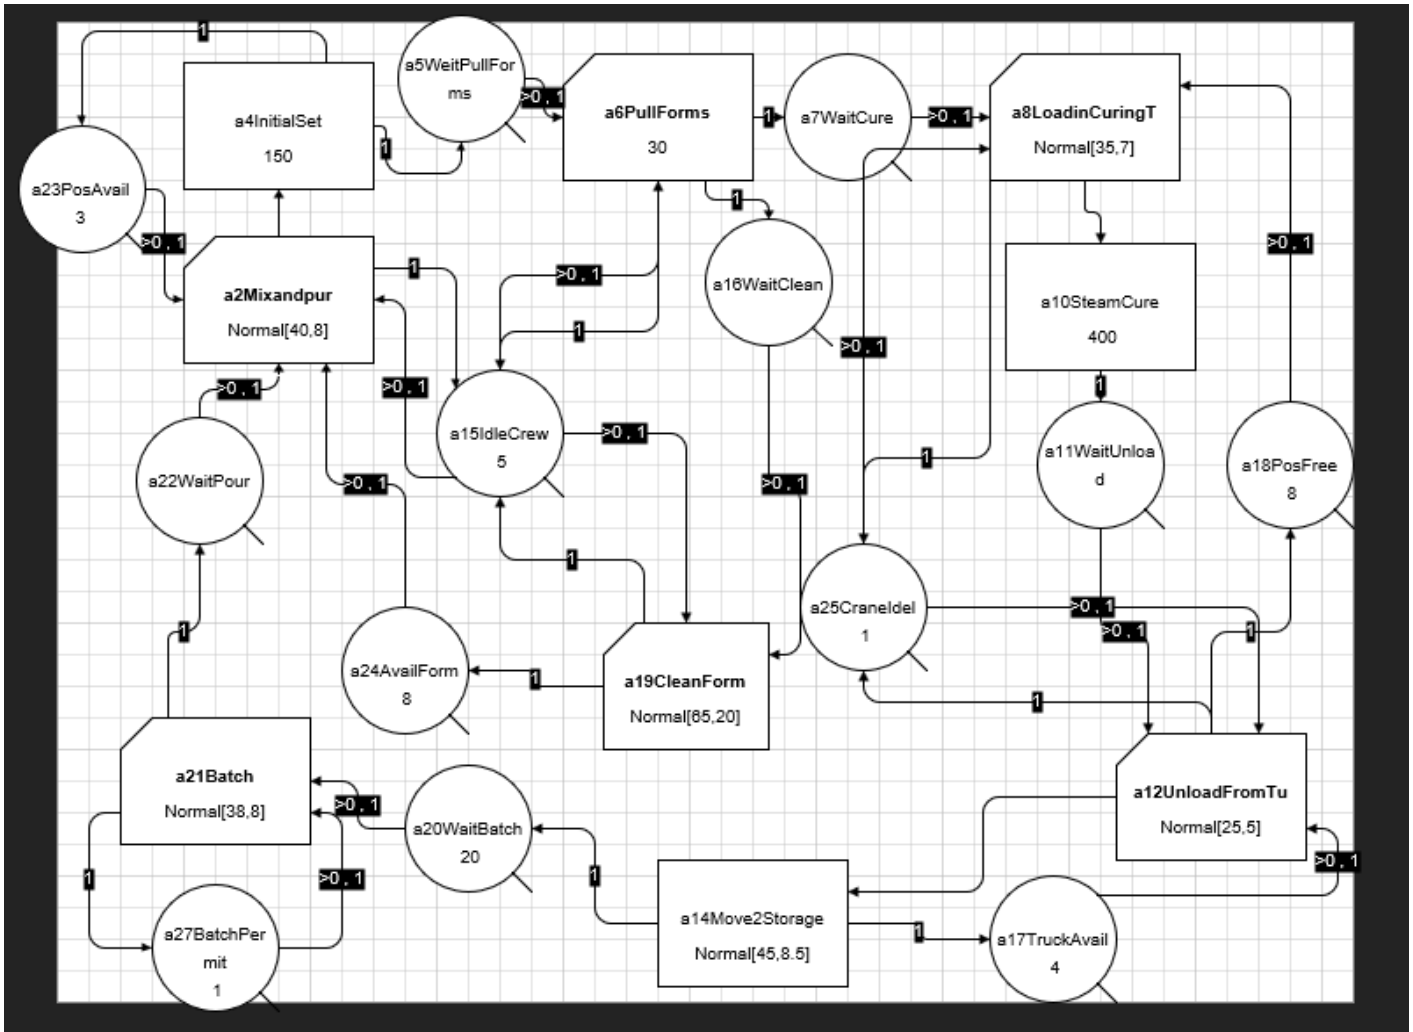 1
a5WeitPullFor
ms
>0 , 1
a4InitialSet
150
1
a6PullForms
30
1
a7WaitCure
>0 , 1
a8LoadinCuringT
Normal[35,7]
a23PosAvail
3
>0 , 1
1
a16WaitClean
>0 , 1
a2Mixandpur
Normal[40,8]
1
>0 , 1
1
>0 , 1
a10SteamCure
400
>0 , 1
>0 , 1
1
a15IdleCrew
5
>0 , 1
1
a11WaitUnloa
d
a18PosFree
8
a22WaitPour
>0 , 1
>0 , 1
1
a25CraneIdel
1
>0 , 1
>0 , 1
1
1
a24AvailForm
8
1
a19CleanForm
Normal[65,20]
1
a21Batch
Normal[38,8]
>0 , 1
a20WaitBatch
20
a12UnloadFromTu
Normal[25,5]
>0 , 1
1
>0 , 1
1
a14Move2Storage
Normal[45,8.5]
1
a27BatchPer
mit
1
a17TruckAvail
4